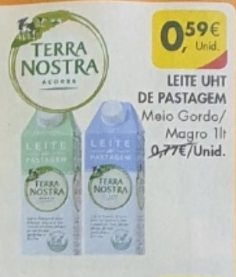 TERRA
NOSTRA
AÇORES
0,59€
Unid.
LEITE UHT
DE PASTAGEM
Meio Gordo/
Magro 1lt
0,77€/Unid.
LEITE
PASTAGEM
TERRA
NOSTRA
LEITE
PASTAGEM
TERRA
NOSTRA